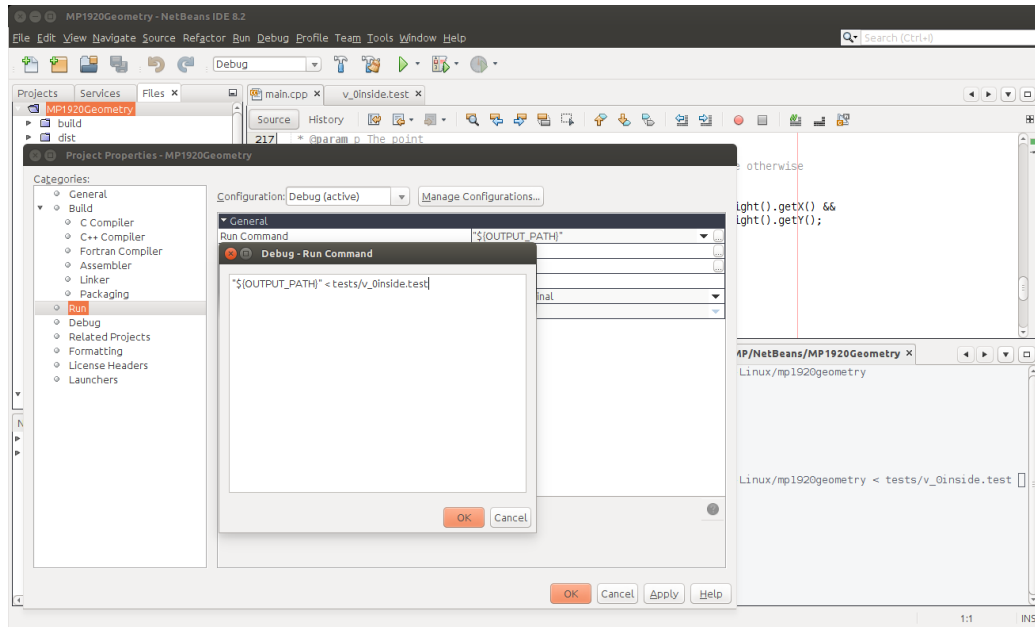 MP1920Geometry - NetBeans IDE 8.2
File Edit View Navigate Source Refactor Run Debug Profile Team Tools Window Help
Search (Ctrl+I)
Debug
Projects Services Files
main.cpp
v_0inside.test
MP1920Geometry
build
dist
Source History
217 * @param p The point
Project Properties - MP1920Geometry
otherwise
Categories:
General
Build
C Compiler
C++ Compiler
Fortran Compiler
Assembler
Linker
Packaging
Run
Debug
Related Projects
Formatting
License Headers
Launchers
Configuration: Debug (active) Manage Configurations...
ight().getX() &&
ight().getY();
General
Run Command "${OUTPUT_PATH}"
Debug - Run Command
"${OUTPUT_PATH}" < tests/v_0inside.test
inal
OK Cancel
MP/NetBeans/MP1920Geometry
Linux/mp1920geometry
Linux/mp1920geometry < tests/v_0inside.test
OK Cancel Apply Help
1:1 INS